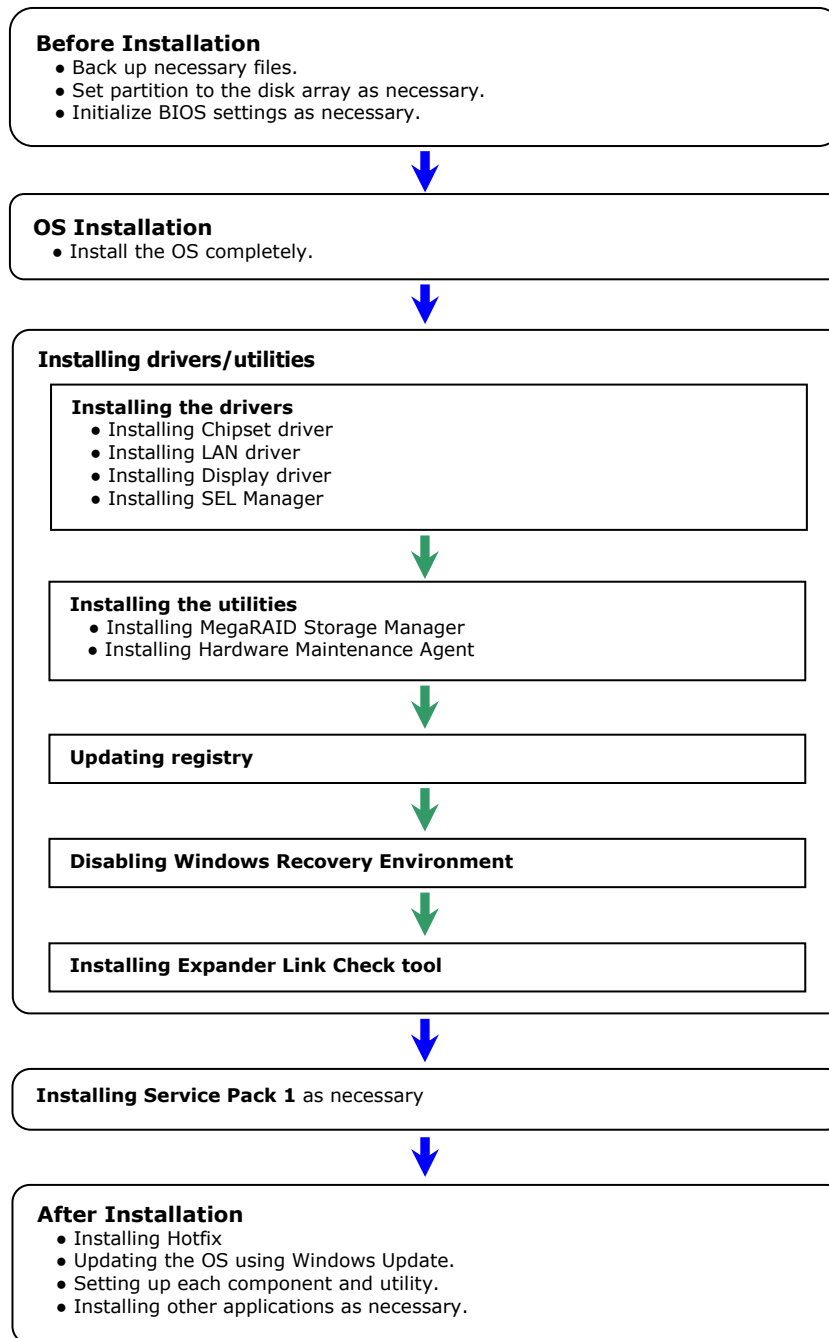 Before Installation
● Back up necessary files.
● Set partition to the disk array as necessary.
● Initialize BIOS settings as necessary.
OS Installation
● Install the OS completely.
Installing drivers/utilities
Installing the drivers
● Installing Chipset driver
● Installing LAN driver
● Installing Display driver
● Installing SEL Manager
Installing the utilities
● Installing MegaRAID Storage Manager
● Installing Hardware Maintenance Agent
Updating registry
Disabling Windows Recovery Environment
Installing Expander Link Check tool
Installing Service Pack 1 as necessary
After Installation
● Installing Hotfix
● Updating the OS using Windows Update.
● Setting up each component and utility.
● Installing other applications as necessary.